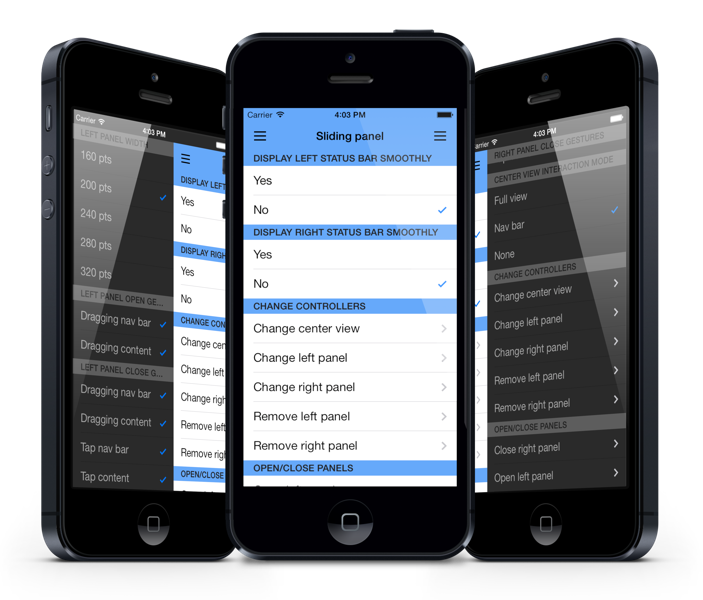 Carrier
4:03 PM
LEFT PANEL WIDTH
160 pts
200 pts
240 pts
280 pts
320 pts
LEFT PANEL OPEN GE...
Dragging nav bar
Dragging content
LEFT PANEL CLOSE G...
Dragging nav bar
Dragging content
Tap nav bar
Tap content
DISPLAY LEFT
Yes
No
DISPLAY RIGH
Yes
No
CHANGE CON
Change cen
Change left
Change righ
Remove left
Remove righ
OPEN/CLOSE
Carrier 4:03 PM
Sliding panel
DISPLAY LEFT STATUS BAR SMOOTHLY
Yes
No
DISPLAY RIGHT STATUS BAR SMOOTHLY
Yes
No
CHANGE CONTROLLERS
Change center view
Change left panel
Change right panel
Remove left panel
Remove right panel
OPEN/CLOSE PANELS
arrier 4:03 PM
RIGHT PANEL CLOSE GESTURES
CENTER VIEW INTERACTION MODE
Full view
Nav bar
None
CHANGE CONTROLLERS
Change center view
Change left panel
Change right panel
Remove left panel
Remove right panel
OPEN/CLOSE PANELS
Close right panel
Open left panel